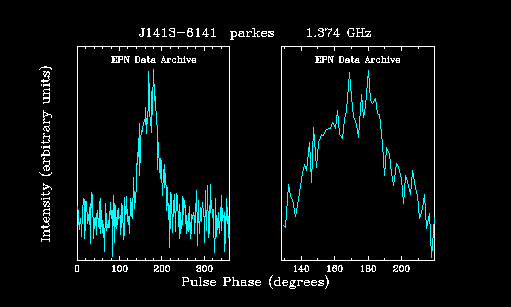 J1413-6141 parkes 1.374 GHz
EPN Data Archive
EPN Data Archive
Intensity (arbitrary units)
0 100 200 300
140 160 180 200
Pulse Phase (degrees)